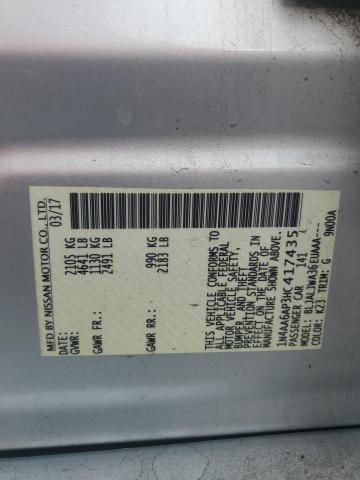 MFD. BY NISSAN MOTOR CO., LTD.
DATE: 03/17
GVWR: 2105 KG
4641 LB
GAWR FR: 1130 KG
2491 LB
GAWR RR: 990 KG
2183 LB
THIS VEHICLE CONFORMS TO
ALL APPLICABLE FEDERAL
MOTOR VEHICLE SAFETY,
BUMPER, AND THEFT PREVENTION
STANDARDS IN
EFFECT ON THE DATE OF
MANUFACTURE SHOWN ABOVE.
1N4AA6AP3HC417435
PASSENGER CAR 141
BLJALJWA36EUAAA---
COLOR: K23 TRIM: G 9N00A